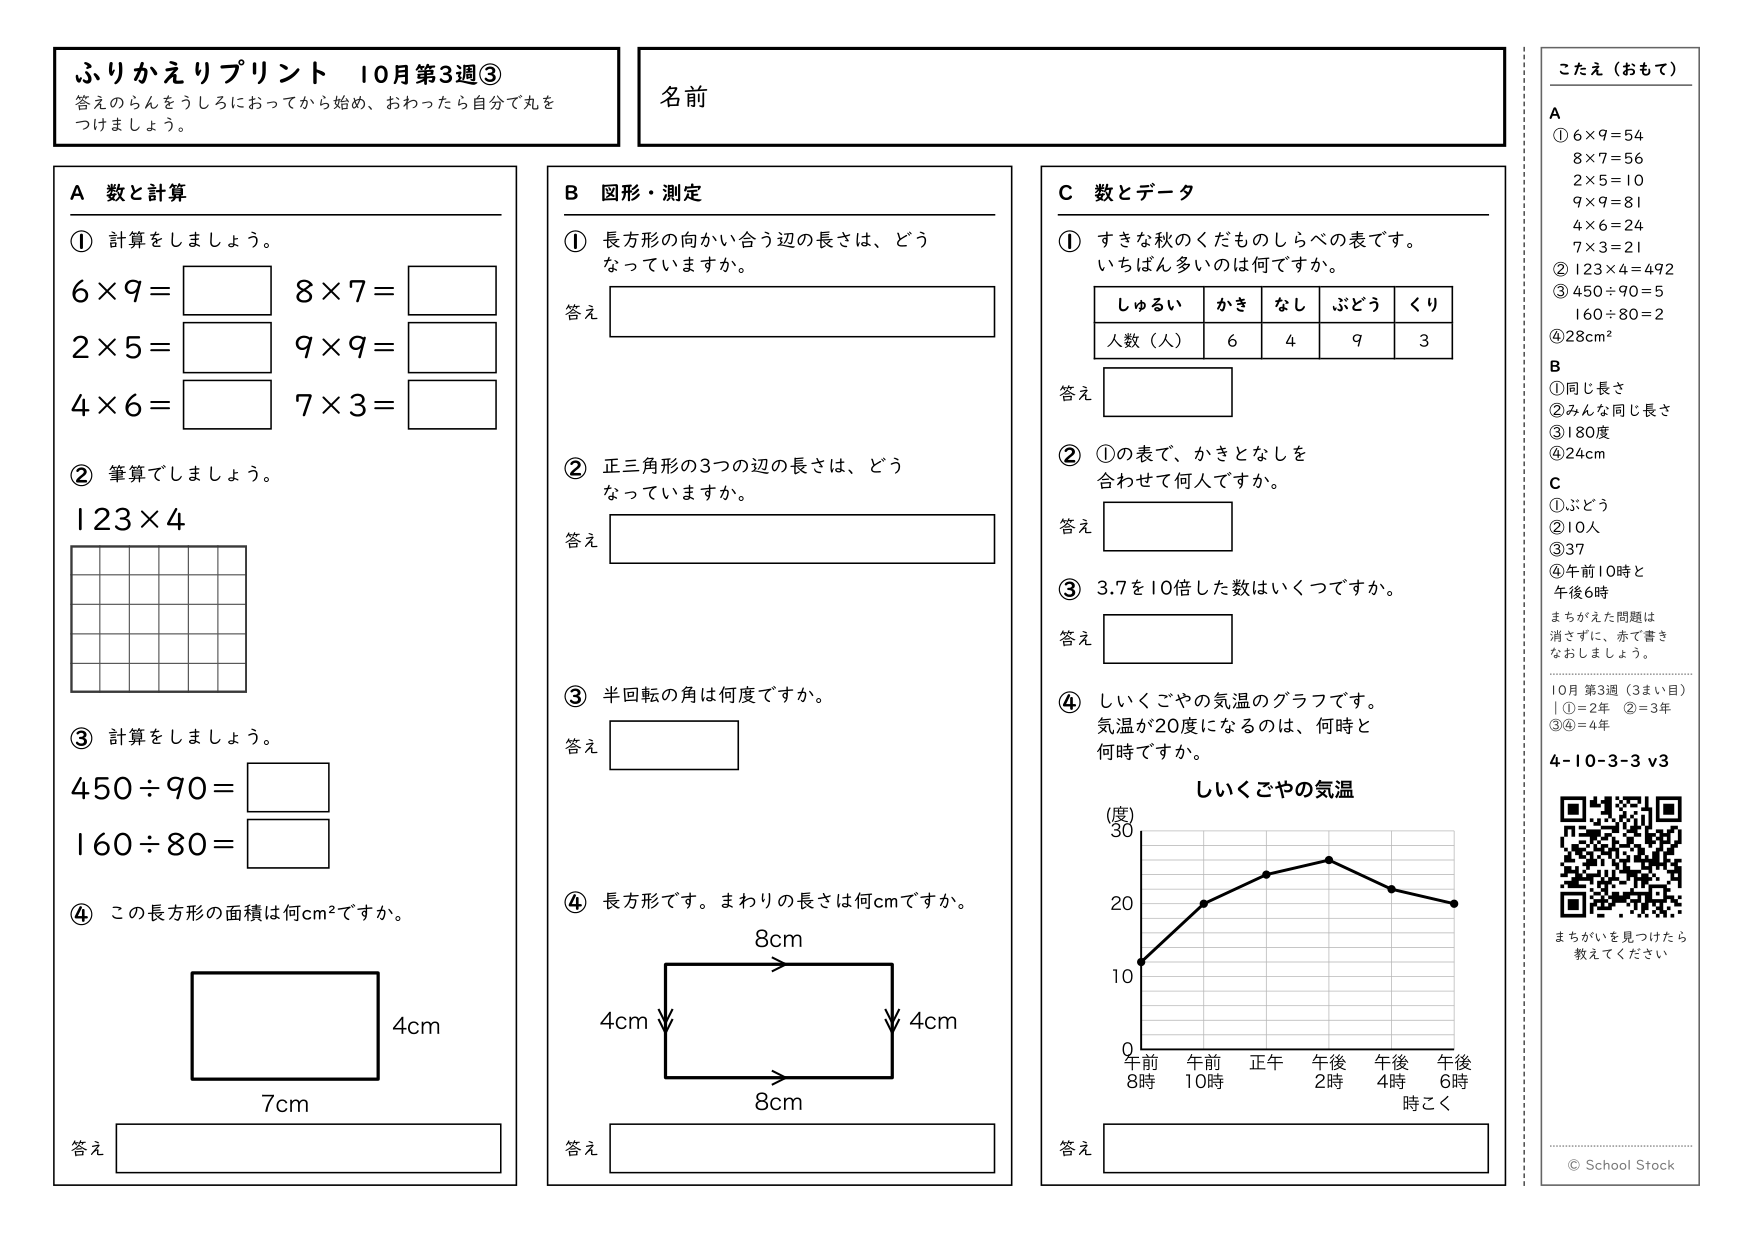 ふりかえりプリント　10月第3週③
答えのらんをうしろにおってから始め、おわったら自分で丸を
つけましょう。
名前
A　数と計算
① 計算をしましょう。
6×9＝
8×7＝
2×5＝
9×9＝
4×6＝
7×3＝
② 筆算でしましょう。
123×4
③ 計算をしましょう。
450÷90＝
160÷80＝
④ この長方形の面積は何cm²ですか。
4cm
7cm
答え
B　図形・測定
① 長方形の向かい合う辺の長さは、どう
なっていますか。
答え
② 正三角形の3つの辺の長さは、どう
なっていますか。
答え
③ 半回転の角は何度ですか。
答え
④ 長方形です。まわりの長さは何cmですか。
8cm
4cm
4cm
8cm
答え
C　数とデータ
① すきな秋のくだものしらべの表です。
いちばん多いのは何ですか。
しゅるい かき なし ぶどう くり
人数（人） 6 4 9 3
答え
② ①の表で、かきとなしを
合わせて何人ですか。
答え
③ 3.7を10倍した数はいくつですか。
答え
④ しいくごやの気温のグラフです。
気温が20度になるのは、何時と
何時ですか。
しいくごやの気温
(度)
30
20
10
0
午前 午前 正午 午後 午後 午後
8時 10時 2時 4時 6時
時こく
答え
こたえ（おもて）
A
① 6×9＝54
8×7＝56
2×5＝10
9×9＝81
4×6＝24
7×3＝21
② 123×4＝492
③ 450÷90＝5
160÷80＝2
④28cm²
B
①同じ長さ
②みんな同じ長さ
③180度
④24cm
C
①ぶどう
②10人
③37
④午前10時と
午後6時
まちがえた問題は
消さずに、赤で書き
なおしましょう。
10月 第3週（3まい目）
｜①＝2年　②＝3年
③④＝4年
4-10-3-3 v3
まちがいを見つけたら
教えてください
© School Stock